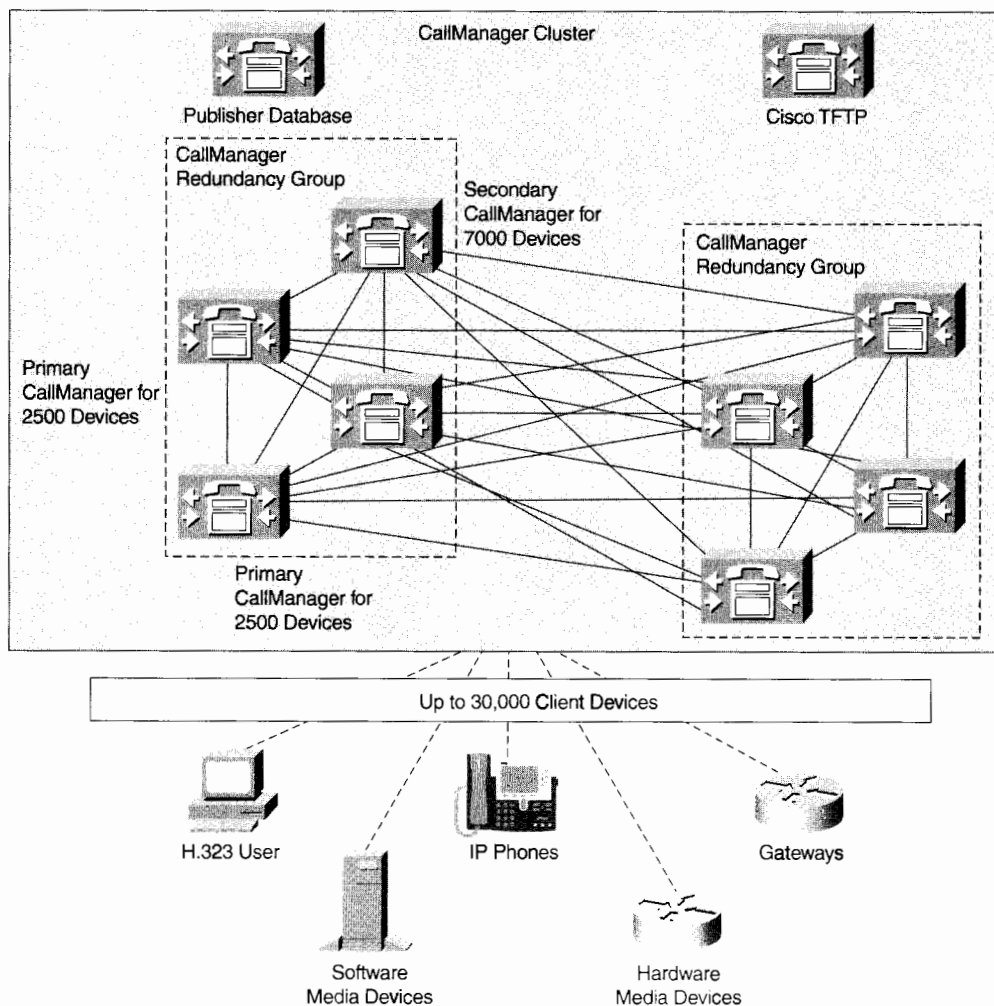 CallManager Cluster
Publisher Database
Cisco TFTP
CallManager
Redundancy Group
Secondary
CallManager for
7000 Devices
CallManager
Redundancy Group
Primary
CallManager for
2500 Devices
Primary
CallManager for
2500 Devices
Up to 30,000 Client Devices
H.323 User
IP Phones
Gateways
Software
Media Devices
Hardware
Media Devices